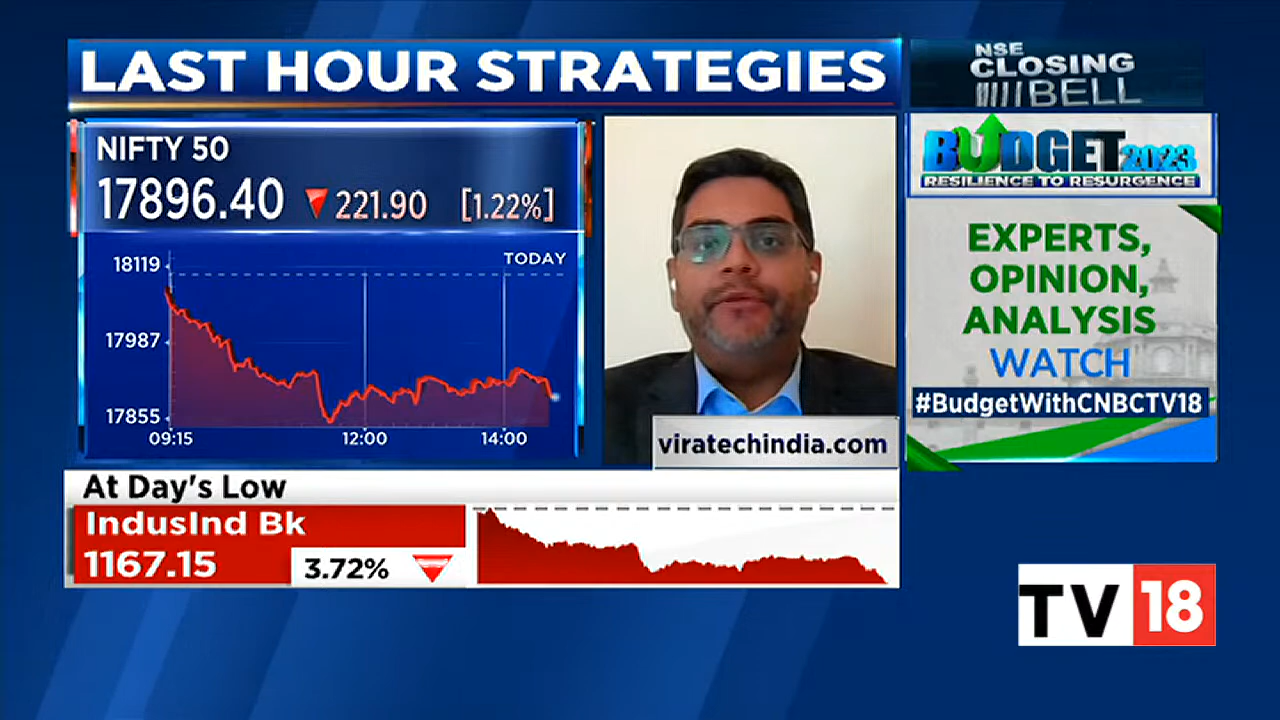 LAST HOUR STRATEGIES
NSE
CLOSING
BELL
NIFTY 50
17896.40 ▼ 221.90 [1.22%]
TODAY
18119
17987
17855
09:15 12:00 14:00
viratechindia.com
BUDGET 2023
RESILIENCE TO RESURGENCE
EXPERTS,
OPINION,
ANALYSIS
WATCH
#BudgetWithCNBCTV18
At Day's Low
IndusInd Bk
1167.15 3.72% ▼
TV18